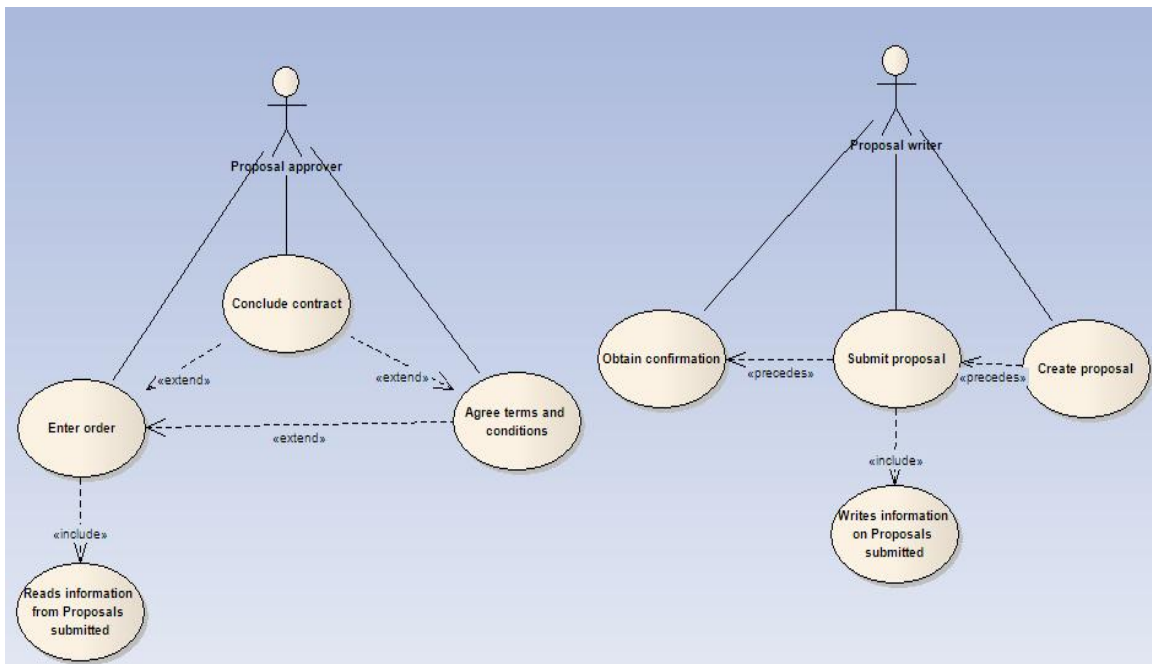 Proposal approver
Conclude contract
«extend»
«extend»
Enter order
«extend»
Agree terms and
conditions
«include»
Reads information
from Proposals
submitted
Proposal writer
Obtain confirmation
«precedes»
Submit proposal
«precedes»
Create proposal
«include»
Writes information
on Proposals
submitted